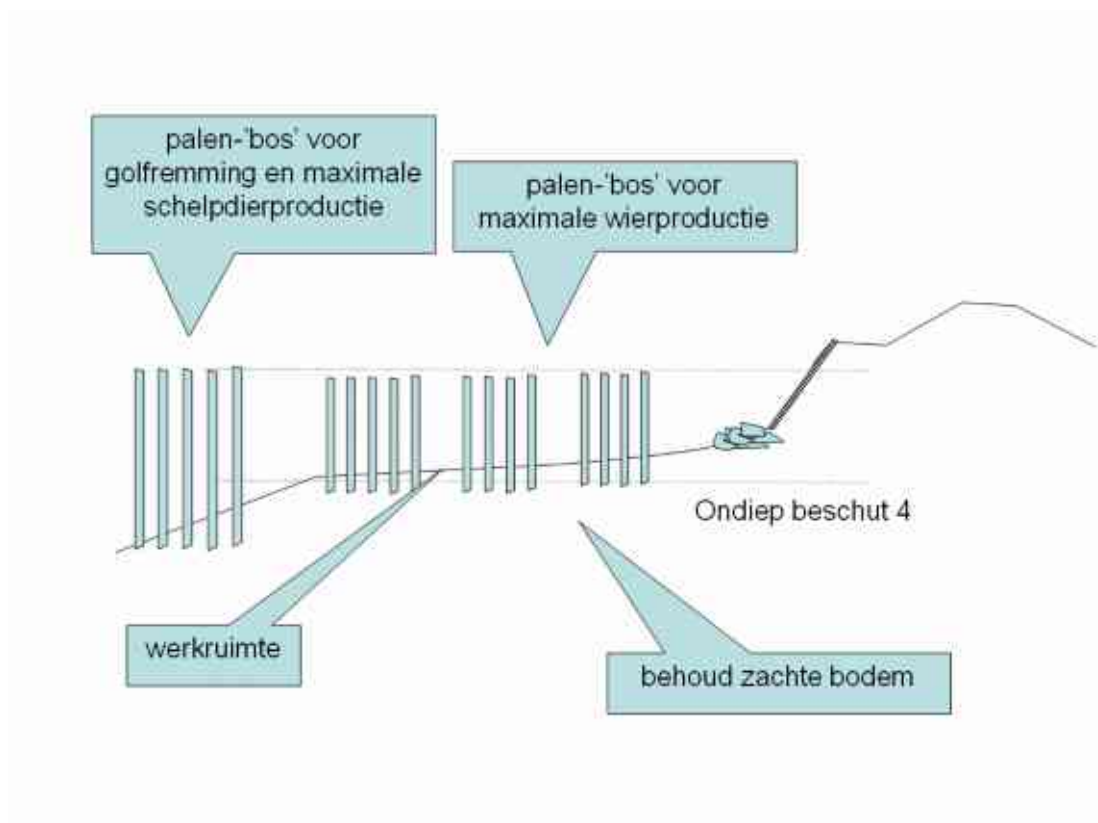 palen-'bos' voor
golfremming en maximale
schelpdierproductie
palen-'bos' voor
maximale wierproductie
Ondiep beschut 4
werkruimte
behoud zachte bodem